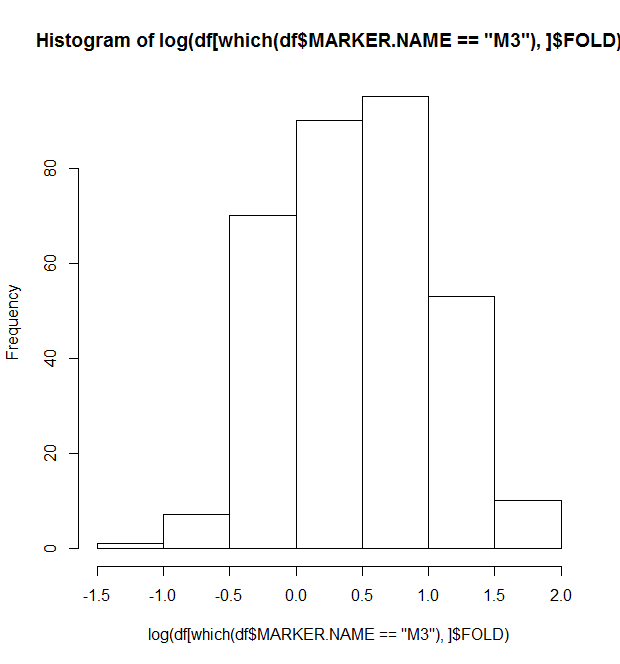 Histogram of log(df[which(df$MARKER.NAME == "M3"), ]$FOLD)
80
60
40
20
0
Frequency
-1.5 -1.0 -0.5 0.0 0.5 1.0 1.5 2.0
log(df[which(df$MARKER.NAME == "M3"), ]$FOLD)